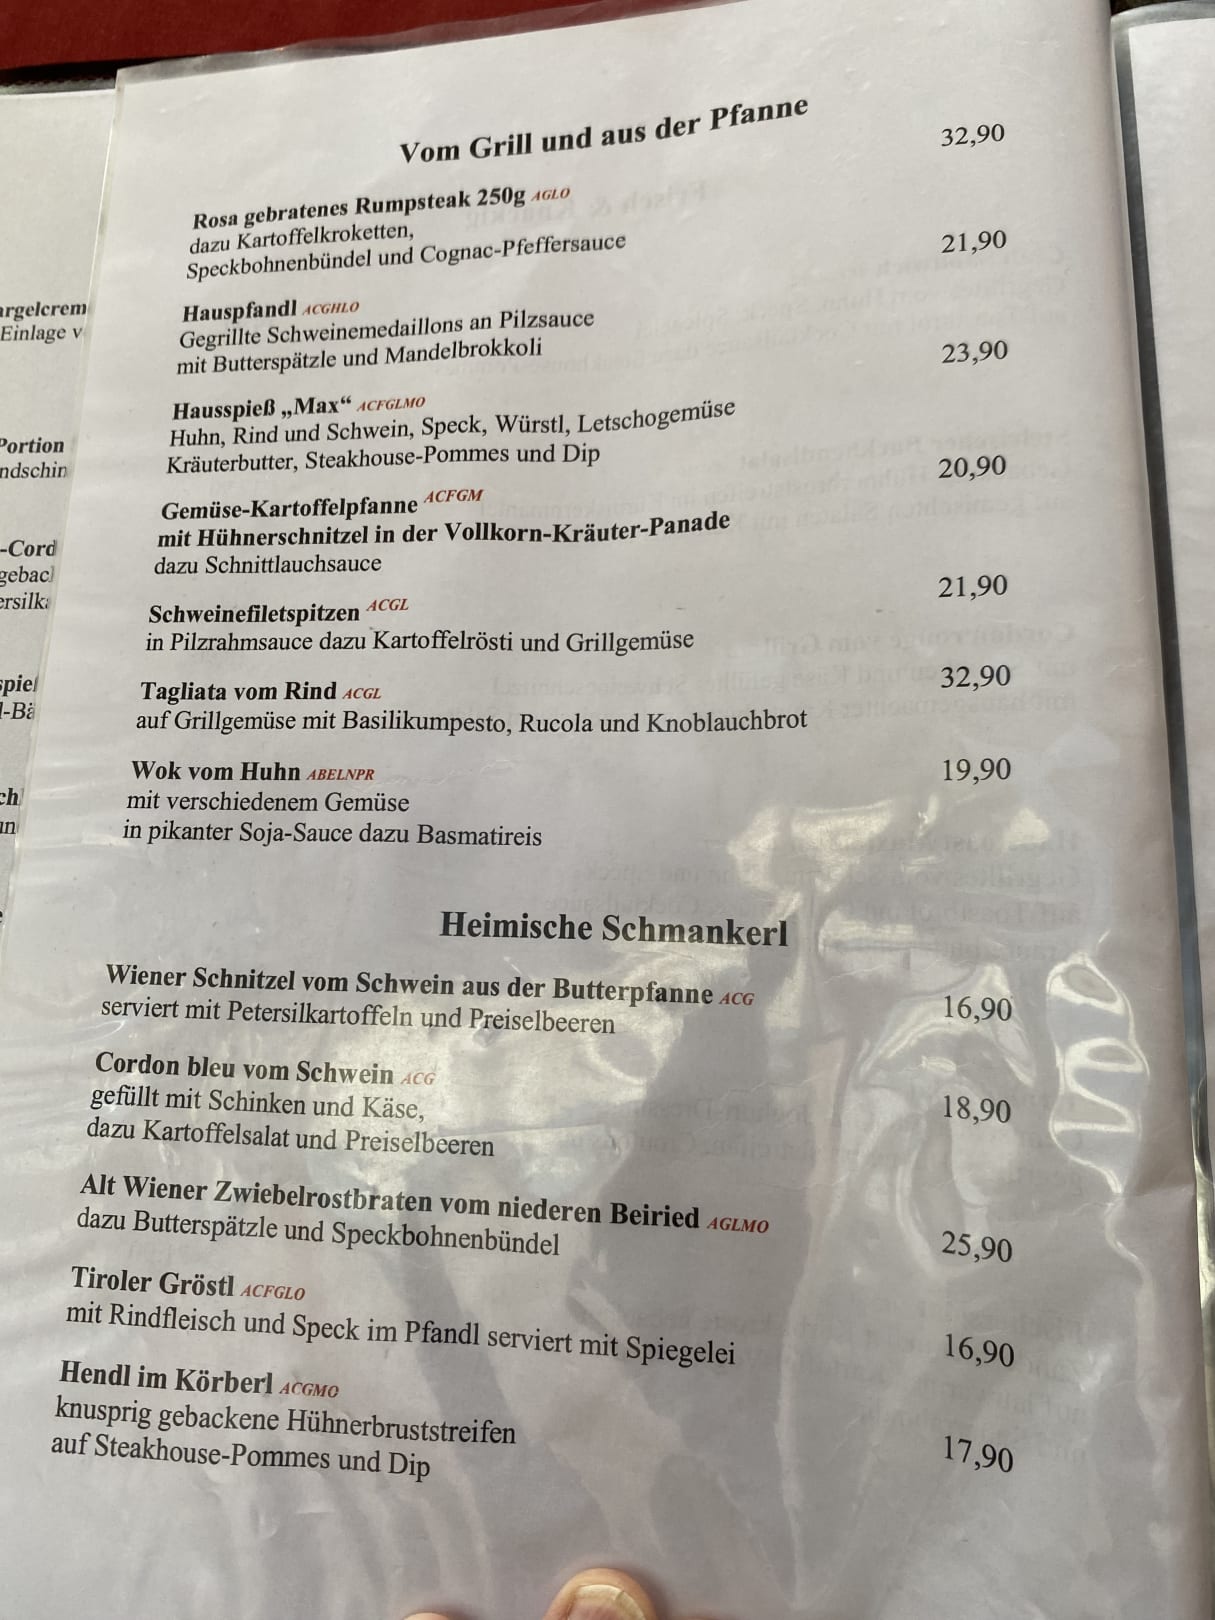 Vom Grill und aus der Pfanne
Rosa gebratenes Rumpsteak 250g AGLO 32,90
dazu Kartoffelkroketten,
Speckbohnenbündel und Cognac-Pfeffersauce
Hauspfandl ACGHLO 21,90
Gegrillte Schweinemedaillons an Pilzsauce
mit Butterspätzle und Mandelbrokkoli
Hausspieß „Max“ ACFGLMO 23,90
Huhn, Rind und Schwein, Speck, Würstl, Letschogemüse
Kräuterbutter, Steakhouse-Pommes und Dip
Gemüse-Kartoffelpfanne ACFGM 20,90
mit Hühnerschnitzel in der Vollkorn-Kräuter-Panade
dazu Schnittlauchsauce
Schweinefiletspitzen ACGL 21,90
in Pilzrahmsauce dazu Kartoffelrösti und Grillgemüse
Tagliata vom Rind ACGL 32,90
auf Grillgemüse mit Basilikumpesto, Rucola und Knoblauchbrot
Wok vom Huhn ABELNPR 19,90
mit verschiedenem Gemüse
in pikanter Soja-Sauce dazu Basmatireis
Heimische Schmankerl
Wiener Schnitzel vom Schwein aus der Butterpfanne ACG 16,90
serviert mit Petersilkartoffeln und Preiselbeeren
Cordon bleu vom Schwein ACG
gefüllt mit Schinken und Käse, 18,90
dazu Kartoffelsalat und Preiselbeeren
Alt Wiener Zwiebelrostbraten vom niederen Beiried AGLMO 25,90
dazu Butterspätzle und Speckbohnenbündel
Tiroler Gröstl ACFGLO
mit Rindfleisch und Speck im Pfandl serviert mit Spiegelei 16,90
Hendl im Körberl ACGMO
knusprig gebackene Hühnerbruststreifen 17,90
auf Steakhouse-Pommes und Dip
Einlage
Portion